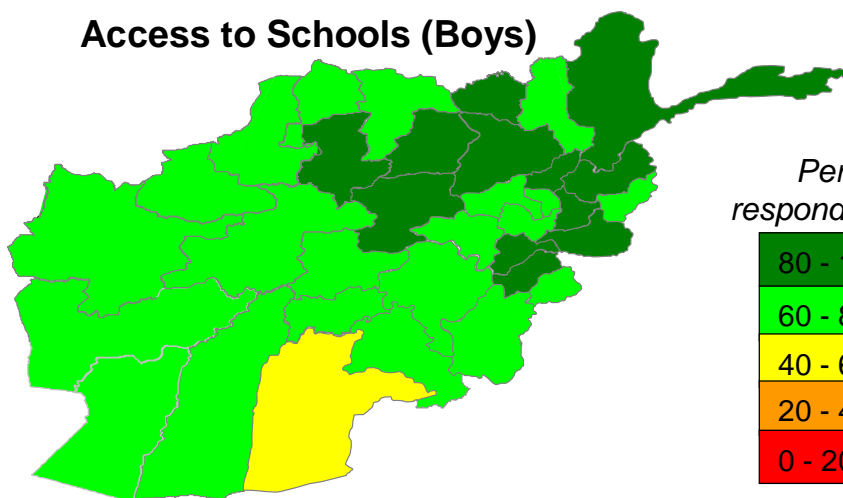 Access to Schools (Boys)
Per
respond
80 - 1
60 - 8
40 - 6
20 - 4
0 - 20